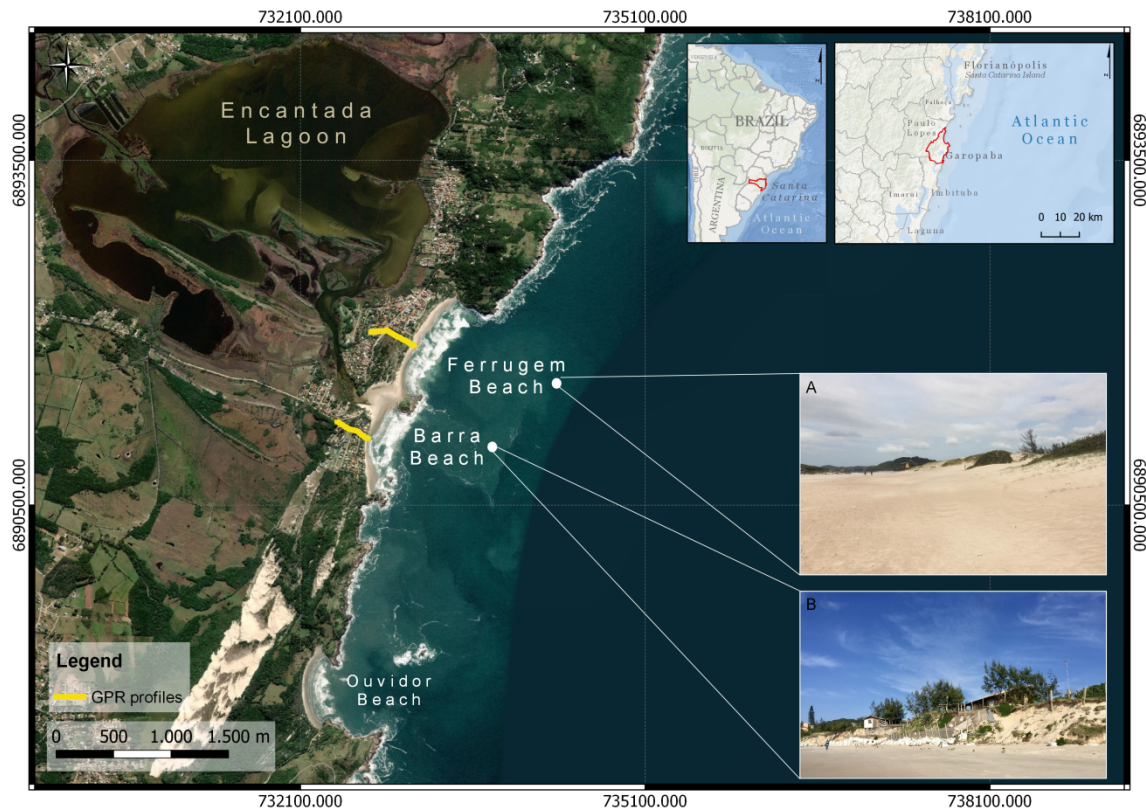 732100.000
735100.000
738100.000
6893500.000
6893500.000
6890500.000
6890500.000
Encantada
Lagoon
VENEZUELA
BRAZIL
BOLIVIA
CHILE
ARGENTINA
Santa
Catarina
Atlantic
Ocean
Florianópolis
Santa Catarina Island
Palhoça
Paulo
Lopes
Atlantic
Ocean
Garopaba
Imaruí
Imbituba
Laguna
0 10 20 km
Ferrugem
Beach
Barra
Beach
A
B
Ouvidor
Beach
Legend
GPR profiles
0 500 1.000 1.500 m
732100.000
735100.000
738100.000